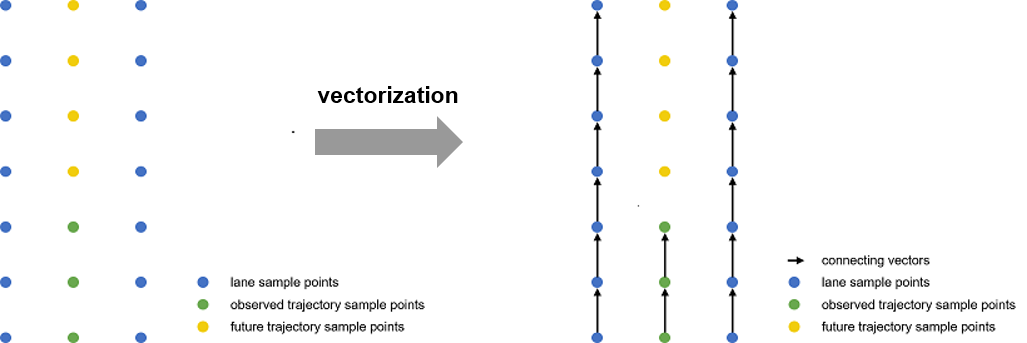 vectorization
lane sample points
observed trajectory sample points
future trajectory sample points
connecting vectors
lane sample points
observed trajectory sample points
future trajectory sample points